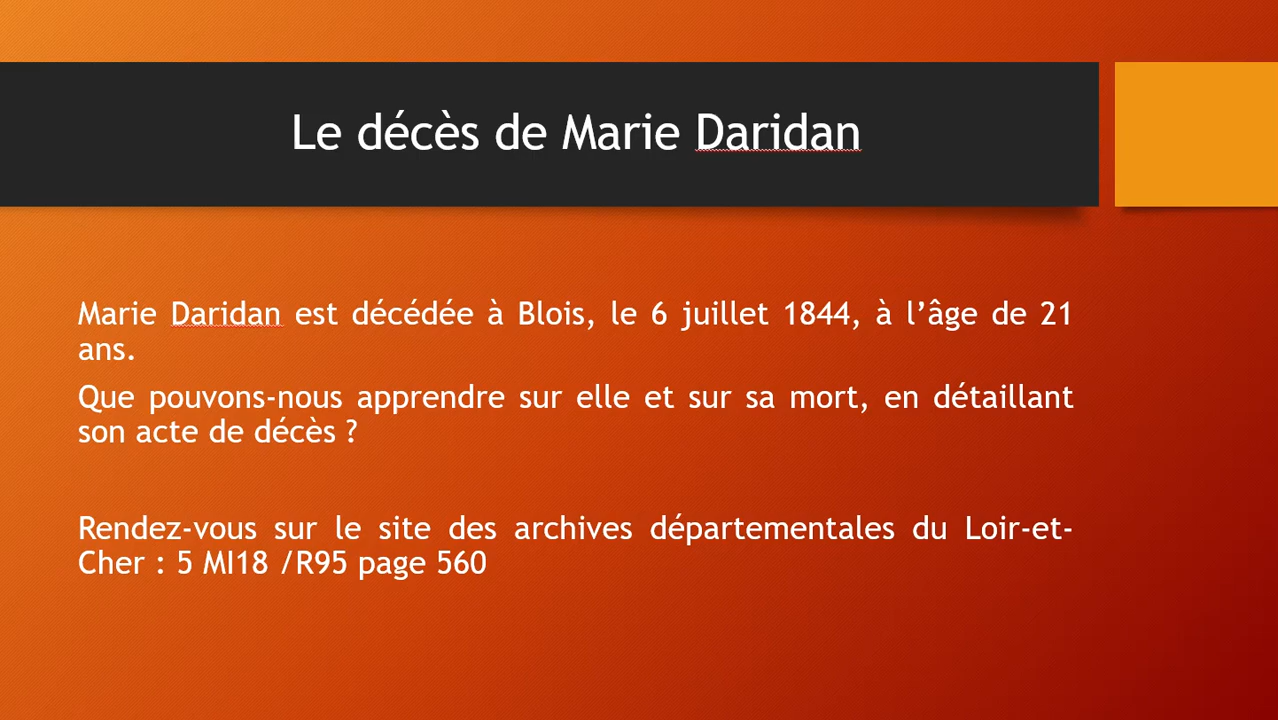 Le décès de Marie Daridan
Marie Daridan est décédée à Blois, le 6 juillet 1844, à l’âge de 21
ans.
Que pouvons-nous apprendre sur elle et sur sa mort, en détaillant
son acte de décès ?
Rendez-vous sur le site des archives départementales du Loir-et-
Cher : 5 MI18 /R95 page 560